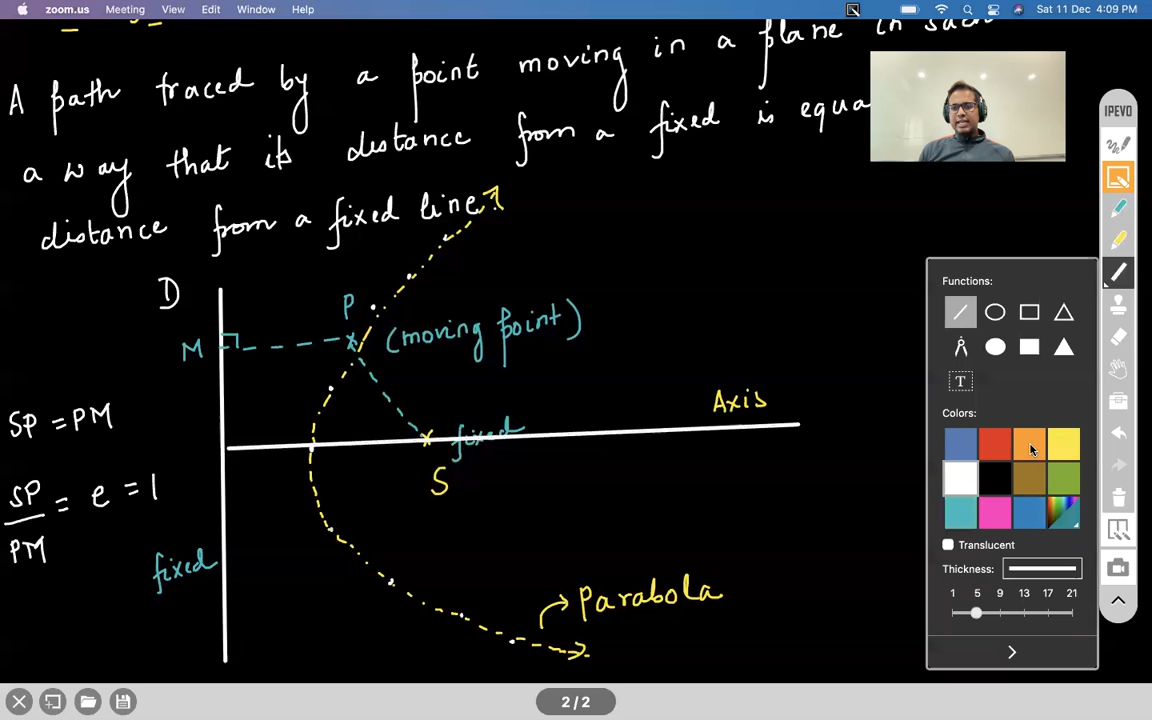 zoom.us Meeting View Edit Window Help Sat 11 Dec 4:09 PM
A path traced by a point moving in a plane in such
a way that its distance from a fixed is equa
distance from a fixed line.
IPEVO
D
P
M
(moving point)
Axis
fixed
S
SP = PM
SP/PM = e = 1
fixed
Parabola
Functions:
T
Colors:
Translucent
Thickness:
1 5 9 13 17 21
2/2